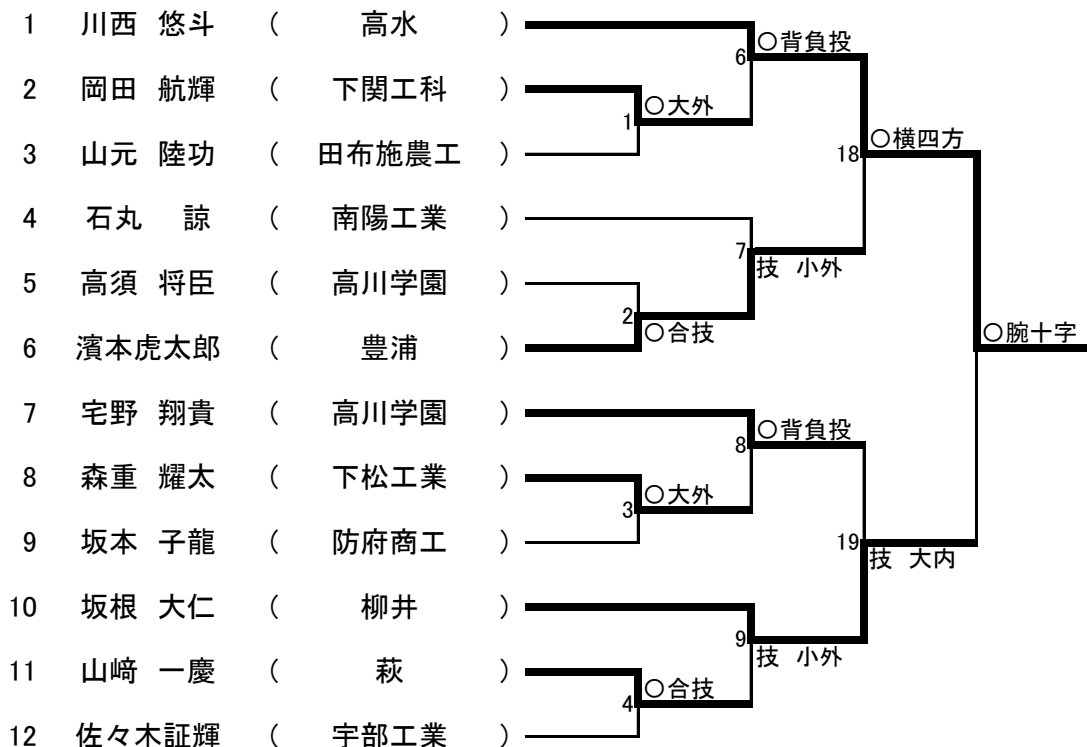 1 川西 悠斗 ( 高水 )
6 ○背負投
2 岡田 航輝 ( 下関工科 )
1 ○大外
3 山元 陸功 ( 田布施農工 )
18 ○横四方
4 石丸 諒 ( 南陽工業 )
7 技 小外
5 高須 将臣 ( 高川学園 )
2 ○合技
6 濱本虎太郎 ( 豊浦 )
○腕十字
7 宅野 翔貴 ( 高川学園 )
8 ○背負投
8 森重 耀太 ( 下松工業 )
3 ○大外
9 坂本 子龍 ( 防府商工 )
19 技 大内
10 坂根 大仁 ( 柳井 )
9 技 小外
11 山﨑 一慶 ( 萩 )
4 ○合技
12 佐々木証輝 ( 宇部工業 )